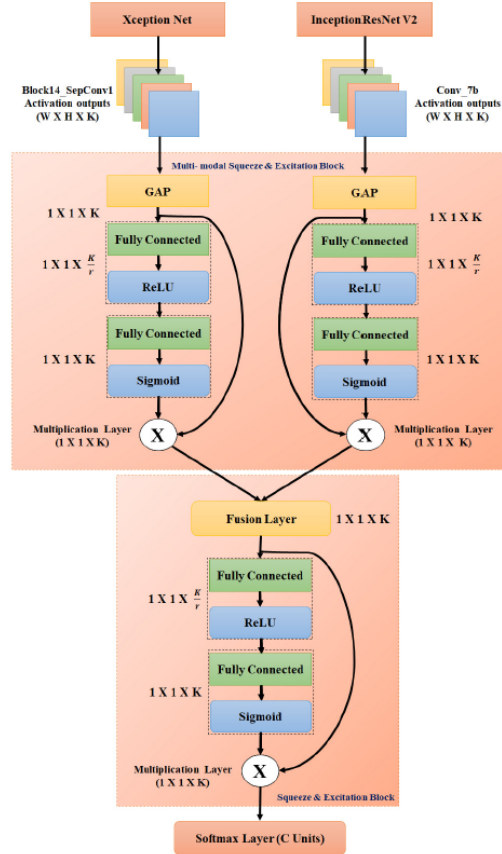 Xception Net
InceptionResNet V2
Block14_SepConv1
Activation outputs
(W X H X K)
Conv_7b
Activation outputs
(W X H X K)
Multi- modal Squeeze & Excitation Block
GAP
GAP
1 X 1 X K
1 X 1 X K
Fully Connected
Fully Connected
1 X 1 X K/r
1 X 1 X K/r
ReLU
ReLU
Fully Connected
Fully Connected
1 X 1 X K
1 X 1 X K
Sigmoid
Sigmoid
Multiplication Layer
(1 X 1 X K)
X
X
Multiplication Layer
(1 X 1 X K)
Fusion Layer
1 X 1 X K
Fully Connected
1 X 1 X K/r
ReLU
Fully Connected
1 X 1 X K
Sigmoid
Multiplication Layer
(1 X 1 X K)
X
Squeeze & Excitation Block
Softmax Layer (C Units)